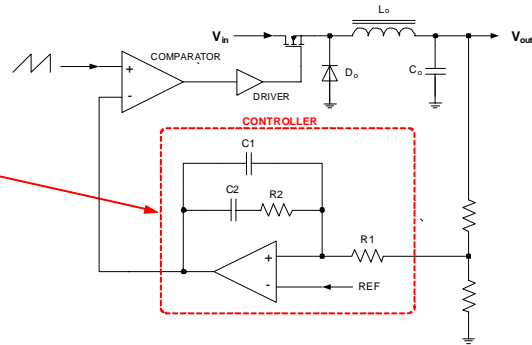 Lo
Vin
Vout
COMPARATOR
+
-
DRIVER
Do
Co
CONTROLLER
C1
C2
R2
R1
+
-
REF